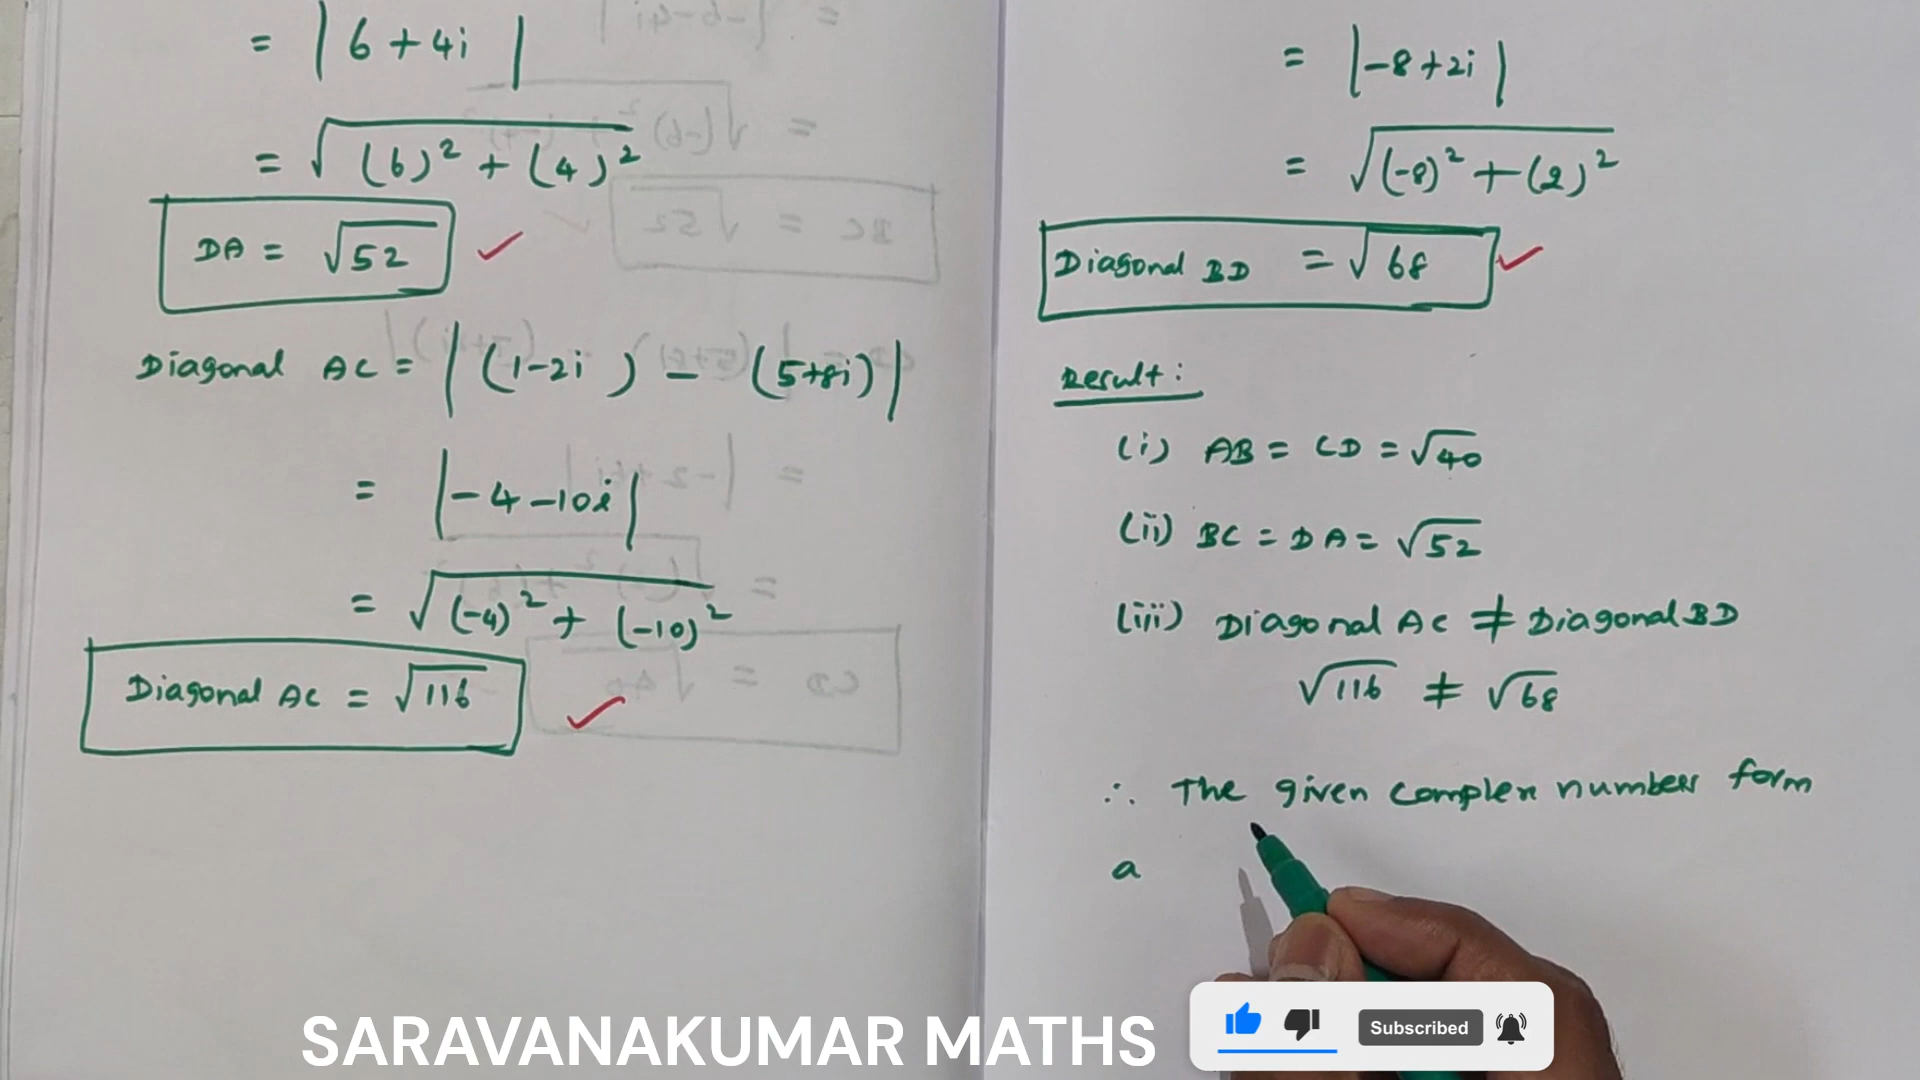 = |6 + 4i|
= √(6)² + (4)²
DA = √52
Diagonal AC = |(1-2i) - (5+8i)|
= |-4 -10i|
= √(-4)² + (-10)²
Diagonal AC = √116
= |-8+2i|
= √(-8)² + (2)²
Diagonal BD = √68
Result:
(i) AB = CD = √40
(ii) BC = DA = √52
(iii) Diagonal AC ≠ Diagonal BD
√116 ≠ √68
∴ The given complex numbers form
a
SARAVANAKUMAR MATHS
Subscribed